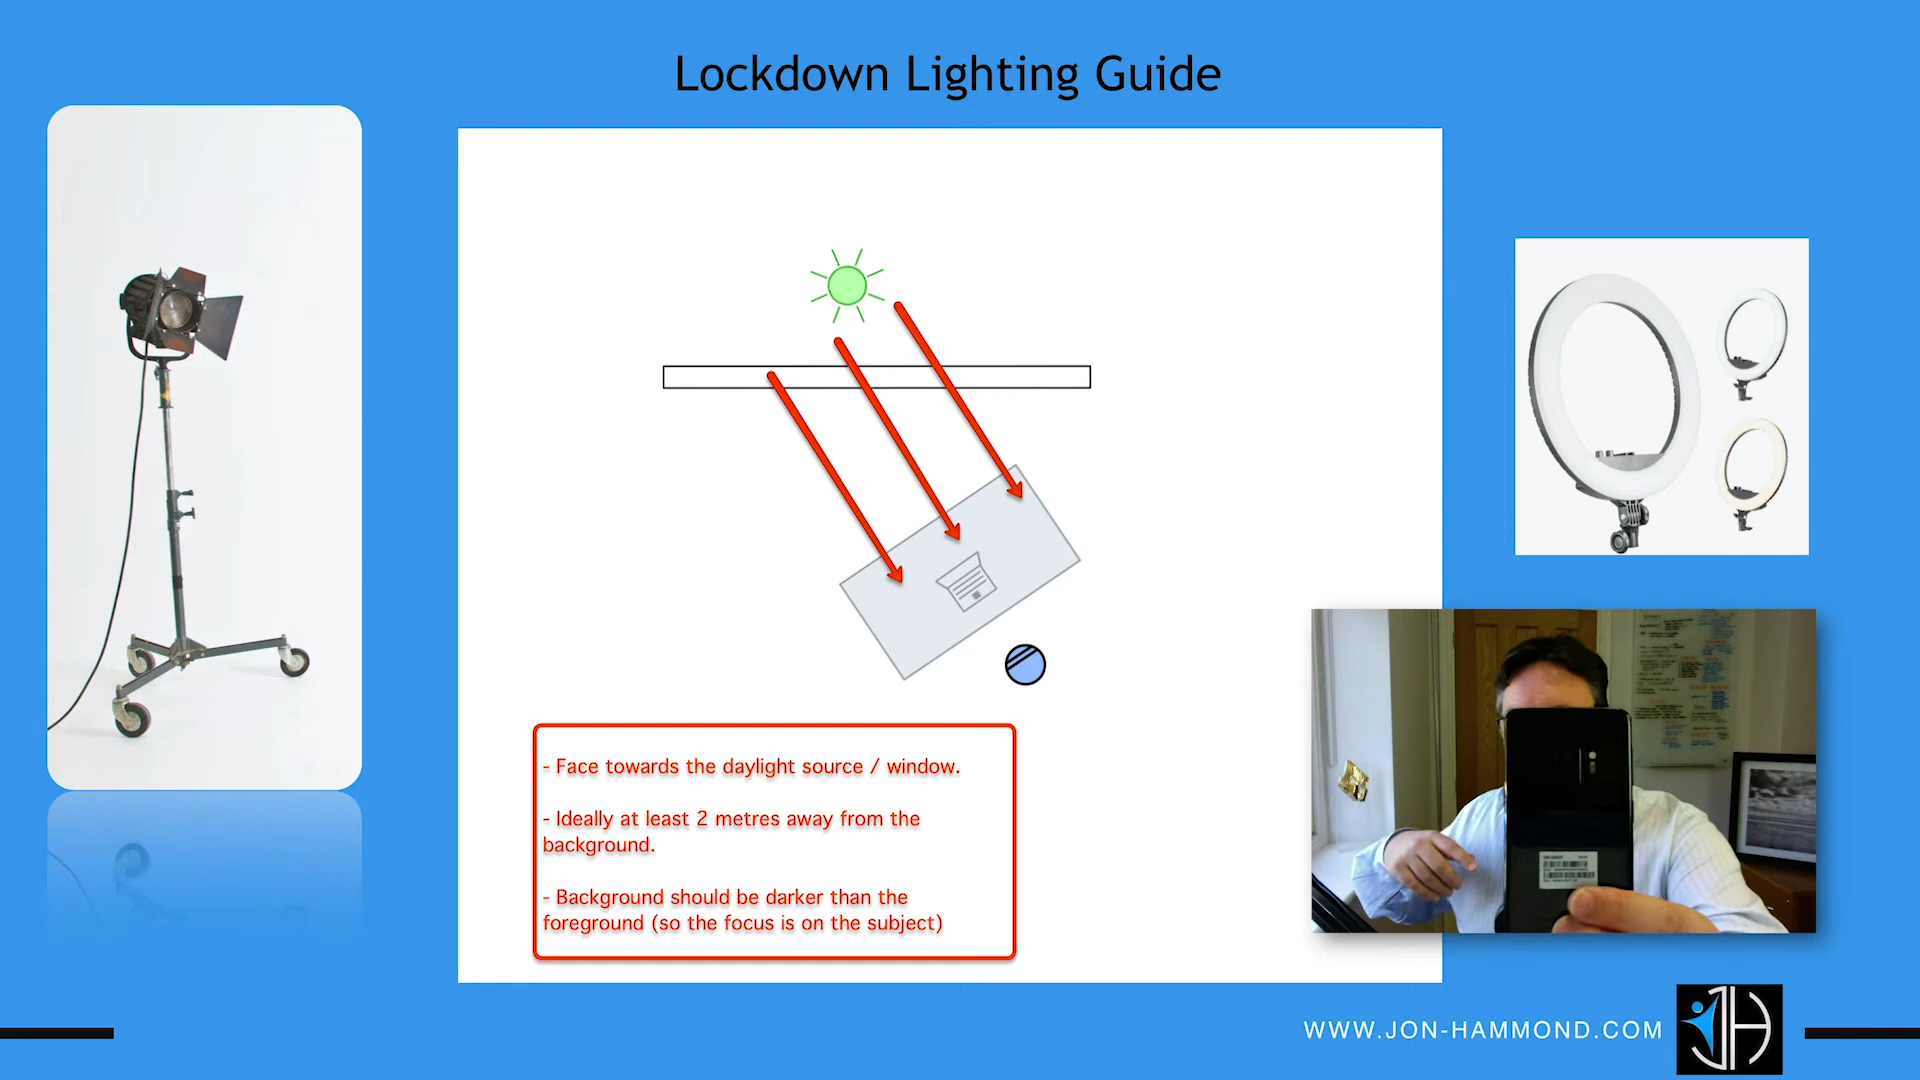 Lockdown Lighting Guide
- Face towards the daylight source / window.
- Ideally at least 2 metres away from the
background.
- Background should be darker than the
foreground (so the focus is on the subject)
WWW.JON-HAMMOND.COM
JH